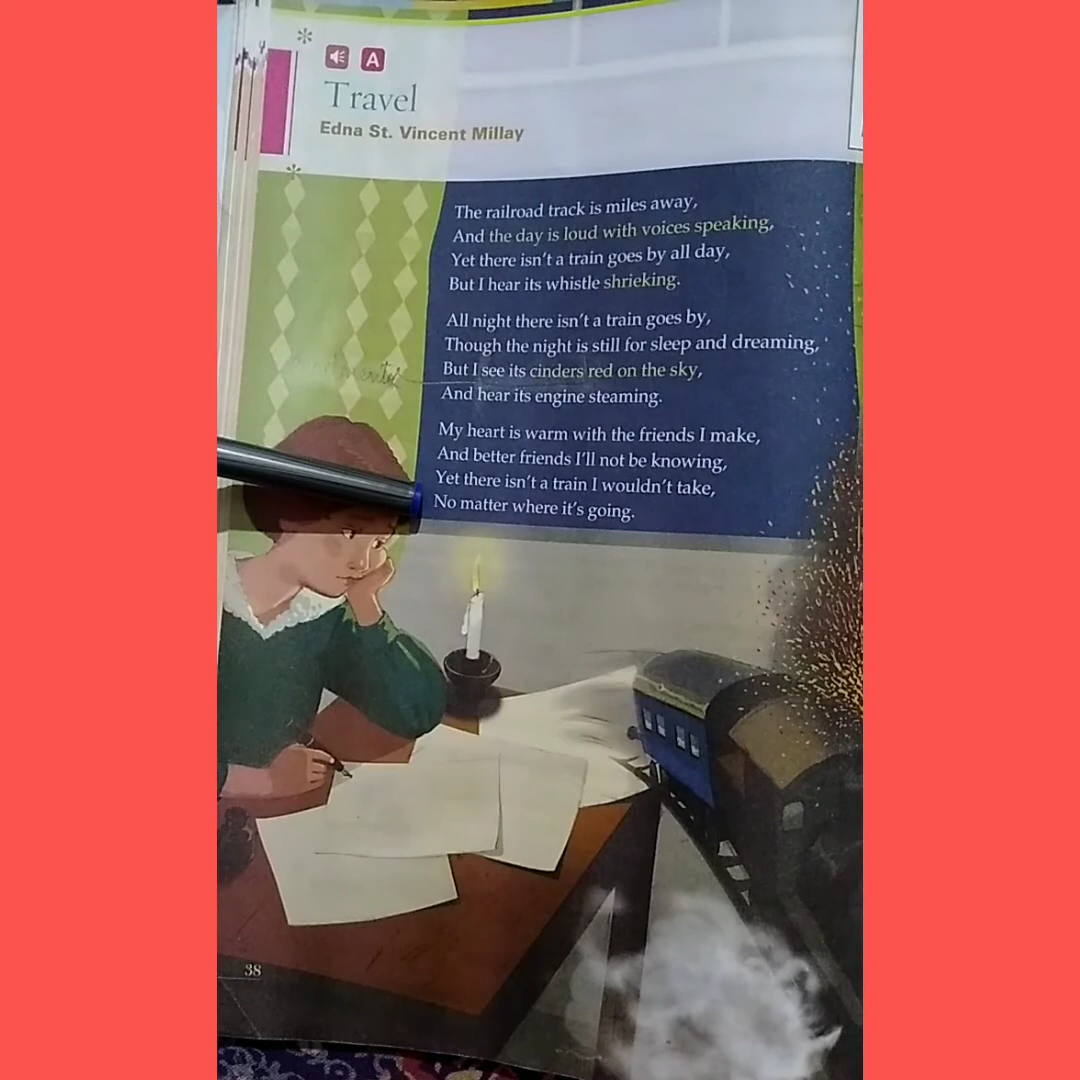 A
Travel
Edna St. Vincent Millay
The railroad track is miles away,
And the day is loud with voices speaking,
Yet there isn't a train goes by all day,
But I hear its whistle shrieking.
All night there isn't a train goes by,
Though the night is still for sleep and dreaming,
But I see its cinders red on the sky,
And hear its engine steaming.
My heart is warm with the friends I make,
And better friends I'll not be knowing,
Yet there isn't a train I wouldn't take,
No matter where it's going.
38